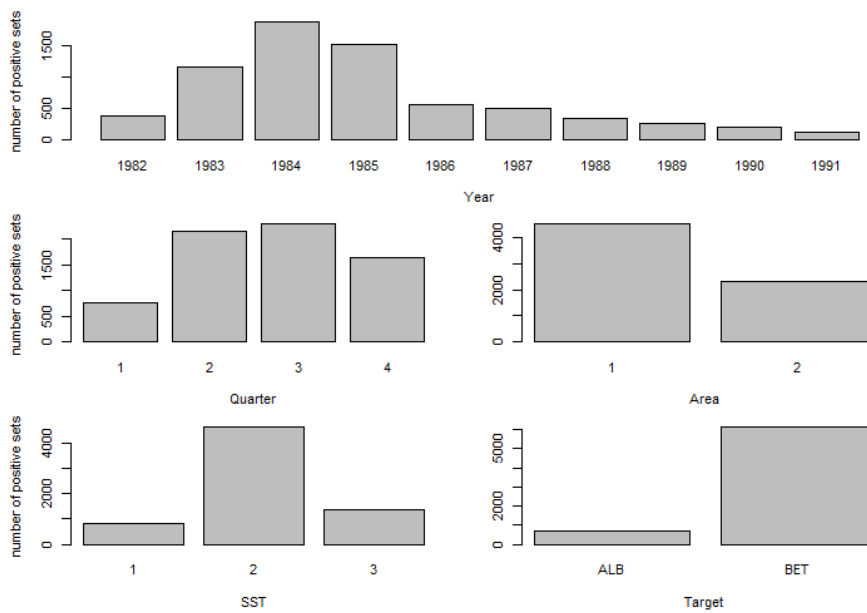 number of positive sets
1500
500
0
1982 1983 1984 1985 1986 1987 1988 1989 1990 1991
Year
number of positive sets
1500
500
0
1 2 3 4
Quarter
4000
2000
0
1 2
Area
number of positive sets
4000
2000
0
1 2 3
SST
5000
2000
0
ALB BET
Target